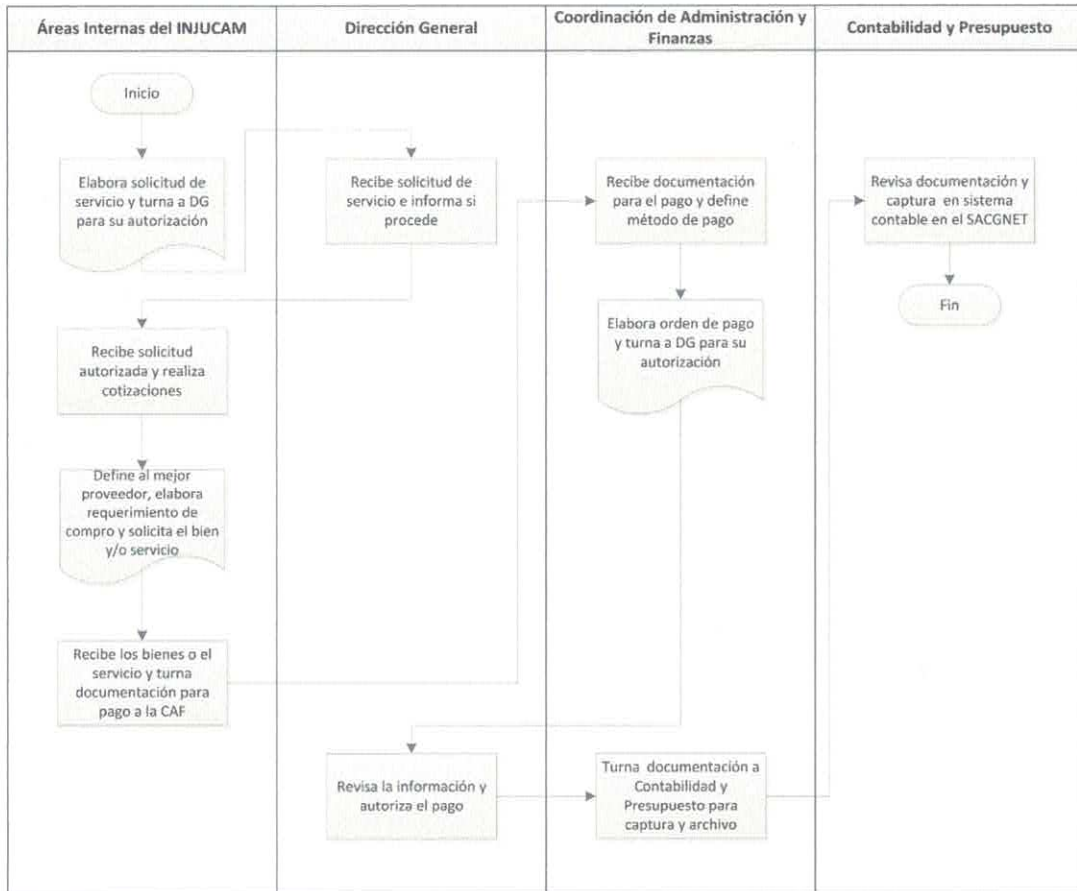 Áreas Internas del INJUCAM
Dirección General
Coordinación de Administración y
Finanzas
Contabilidad y Presupuesto
Inicio
Elabora solicitud de
servicio y turna a DG
para su autorización
Recibe solicitud de
servicio e informa si
procede
Recibe solicitud
autorizada y realiza
cotizaciones
Define al mejor
proveedor, elabora
requerimiento de
compro y solicita el bien
y/o servicio
Recibe los bienes o el
servicio y turna
documentación para
pago a la CAF
Recibe documentación
para el pago y define
método de pago
Elabora orden de pago
y turna a DG para su
autorización
Revisa la información y
autoriza el pago
Turna documentación a
Contabilidad y
Presupuesto para
captura y archivo
Revisa documentación y
captura en sistema
contable en el SACGNET
Fin